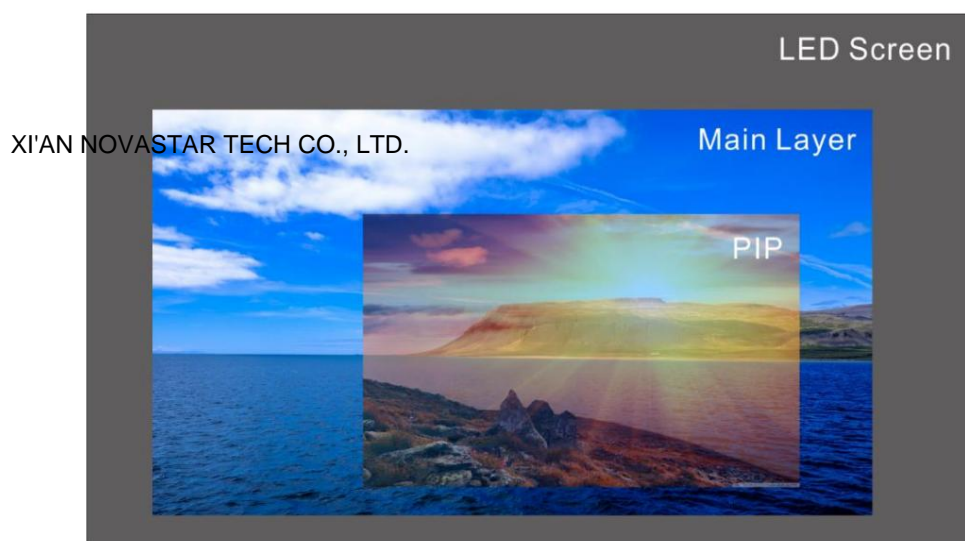 LED Screen
XI'AN NOVASTAR TECH CO., LTD.
Main Layer
PIP